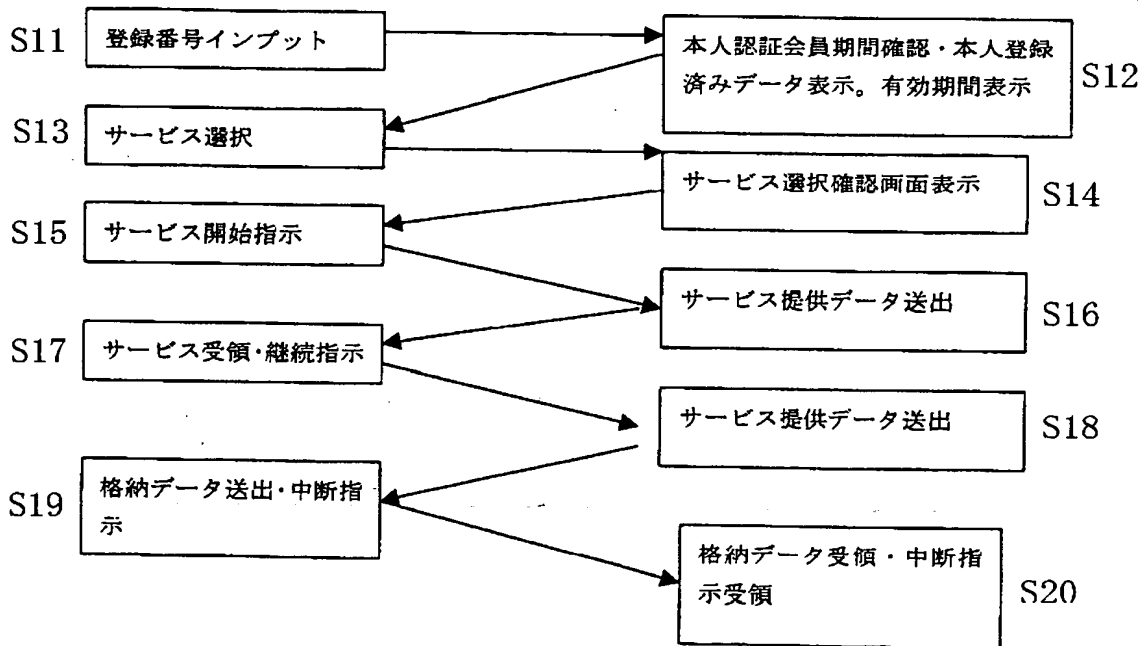 S11
登録番号インプット
本人認証会員期間確認・本人登録
済みデータ表示。有効期間表示
S12
S13
サービス選択
サービス選択確認画面表示
S14
S15
サービス開始指示
サービス提供データ送出
S16
S17
サービス受領・継続指示
サービス提供データ送出
S18
S19
格納データ送出・中断指
示
格納データ受領・中断指
示受領
S20